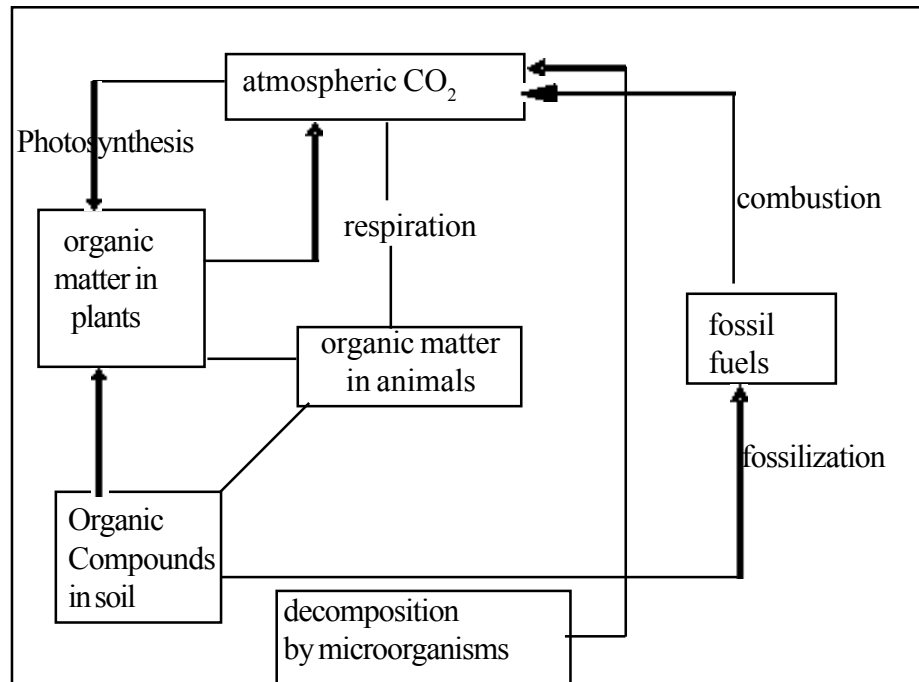 atmospheric CO₂
Photosynthesis
combustion
respiration
organic
matter in
plants
organic matter
in animals
fossil
fuels
fossilization
Organic
Compounds
in soil
decomposition
by microorganisms